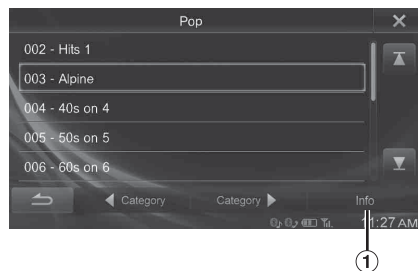 Pop
002 - Hits 1
003 - Alpine
004 - 40s on 4
005 - 50s on 5
006 - 60s on 6
Category Category Info
11:27 AM
1